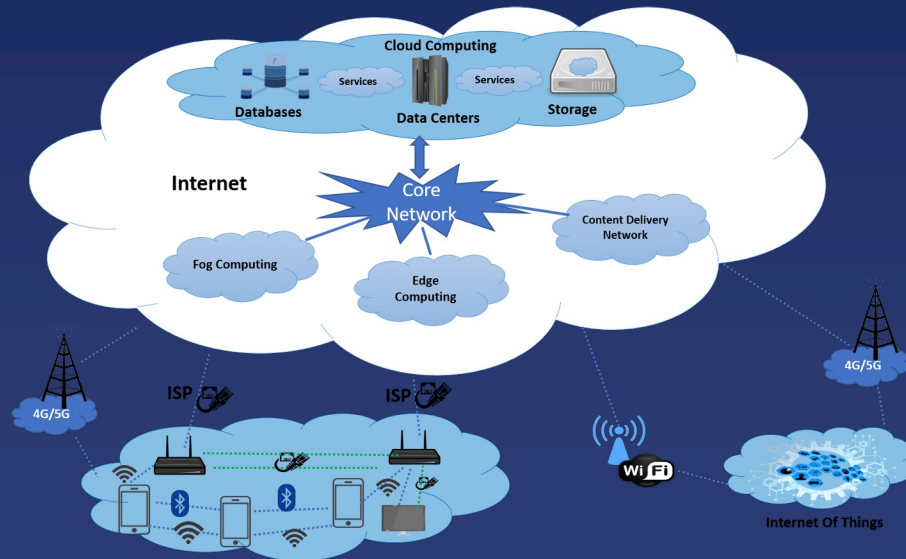 Cloud Computing
Services
Services
Databases
Data Centers
Storage
Internet
Core
Network
Content Delivery
Network
Fog Computing
Edge
Computing
4G/5G
4G/5G
ISP
ISP
Wi Fi
Internet Of Things